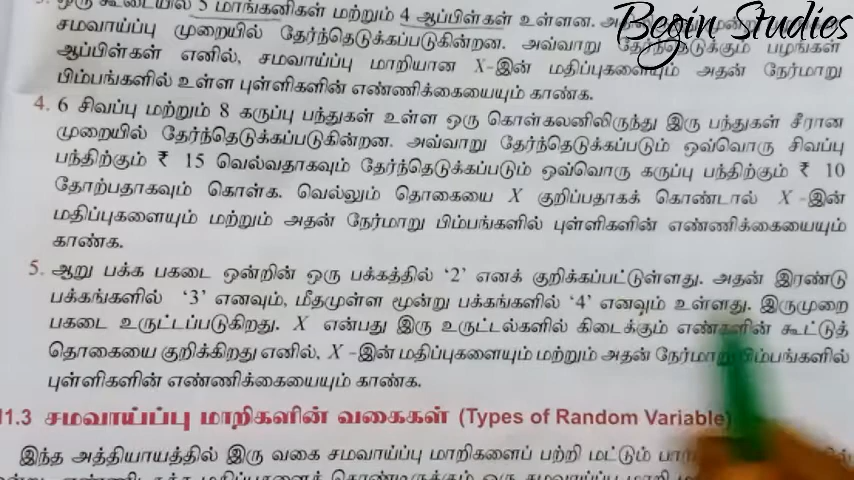 Begin Studies
ஒரு கூடையில் 5 மாங்கனிகள் மற்றும் 4 ஆப்பிள்கள் உள்ளன.
சமவாய்ப்பு முறையில் தேர்ந்தெடுக்கப்படுகின்றன. அவ்வாறு தேர்ந்தெடுக்கும் பழங்கள்
ஆப்பிள்கள் எனில், சமவாய்ப்பு மாறியான X-இன் மதிப்புகளையும் அதன் நேர்மாறு
பிம்பங்களில் உள்ள புள்ளிகளின் எண்ணிக்கையையும் காண்க.
4. 6 சிவப்பு மற்றும் 8 கருப்பு பந்துகள் உள்ள ஒரு கொள்கலனிலிருந்து இரு பந்துகள் சீரான
முறையில் தேர்ந்தெடுக்கப்படுகின்றன. அவ்வாறு தேர்ந்தெடுக்கப்படும் ஒவ்வொரு சிவப்பு
பந்திற்கும் ₹ 15 வெல்வதாகவும் தேர்ந்தெடுக்கப்படும் ஒவ்வொரு கருப்பு பந்திற்கும் ₹ 10
தோற்பதாகவும் கொள்க. வெல்லும் தொகையை X குறிப்பதாகக் கொண்டால் X -இன்
மதிப்புகளையும் மற்றும் அதன் நேர்மாறு பிம்பங்களில் புள்ளிகளின் எண்ணிக்கையையும்
காண்க.
5. ஆறு பக்க பகடை ஒன்றின் ஒரு பக்கத்தில் ‘2’ எனக் குறிக்கப்பட்டுள்ளது. அதன் இரண்டு
பக்கங்களில் ‘3’ எனவும், மீதமுள்ள மூன்று பக்கங்களில் ‘4’ எனவும் உள்ளது. இருமுறை
பகடை உருட்டப்படுகிறது. X என்பது இரு உருட்டல்களில் கிடைக்கும் எண்களின் கூட்டுத்
தொகையை குறிக்கிறது எனில், X -இன் மதிப்புகளையும் மற்றும் அதன் நேர்மாறு பிம்பங்களில்
புள்ளிகளின் எண்ணிக்கையையும் காண்க.
11.3 சமவாய்ப்பு மாறிகளின் வகைகள் (Types of Random Variable)
இந்த அத்தியாயத்தில் இரு வகை சமவாய்ப்பு மாறிகளைப் பற்றி மட்டும்